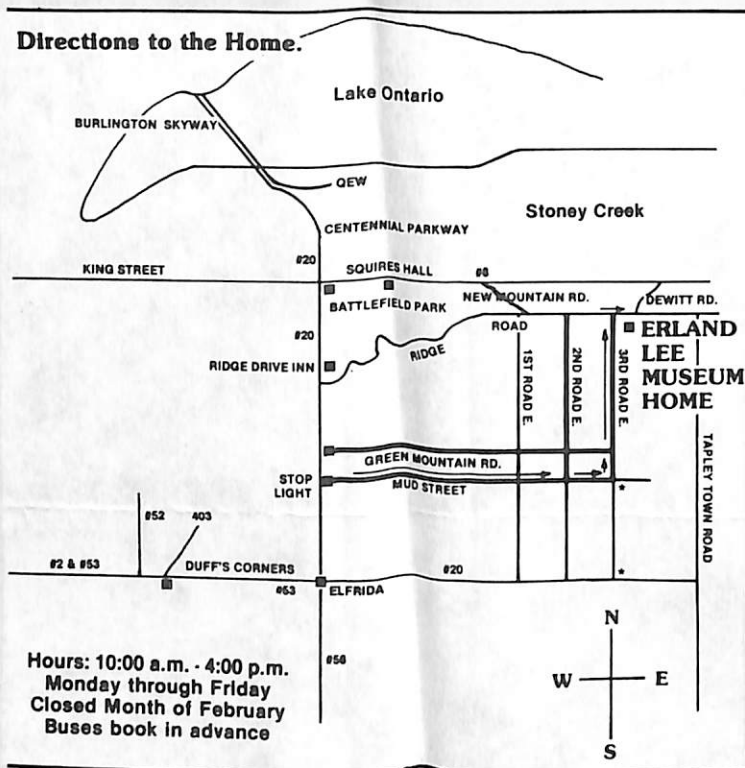 Directions to the Home.
Lake Ontario
BURLINGTON SKYWAY
QEW
Stoney Creek
CENTENNIAL PARKWAY
#20
KING STREET
SQUIRES HALL
#8
BATTLEFIELD PARK
NEW MOUNTAIN RD.
DEWITT RD.
#20
RIDGE DRIVE INN
RIDGE
ROAD
1ST ROAD E.
2ND ROAD E.
3RD ROAD E.
ERLAND
LEE
MUSEUM
HOME
TAPLEY TOWN ROAD
GREEN MOUNTAIN RD.
STOP
LIGHT
MUD STREET
*
#52
403
#2 & #53
DUFF'S CORNERS
#53
ELFRIDA
#20
*
#56
N
W
E
S
Hours: 10:00 a.m. - 4:00 p.m.
Monday through Friday
Closed Month of February
Buses book in advance